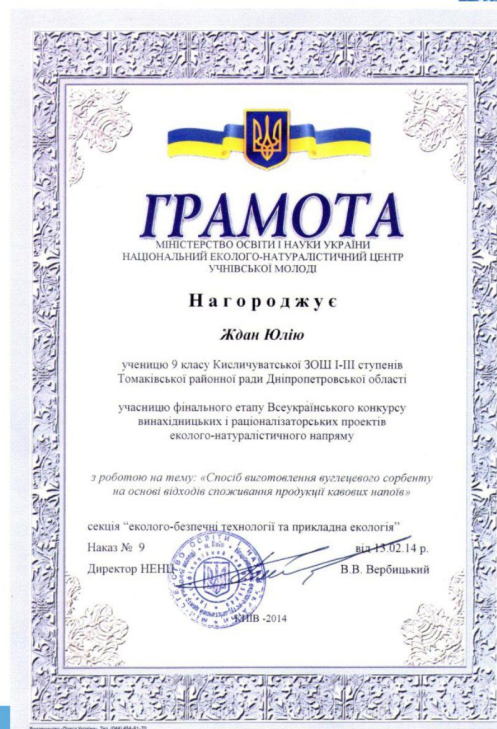 ГРАМОТА
МІНІСТЕРСТВО ОСВІТИ І НАУКИ УКРАЇНИ
НАЦІОНАЛЬНИЙ ЕКОЛОГО-НАТУРАЛІСТИЧНИЙ ЦЕНТР
УЧНІВСЬКОЇ МОЛОДІ
Нагороджує
Ждан Юлію
ученицю 9 класу Кисличуватської ЗОШ І-ІІІ ступенів
Томаківської районної ради Дніпропетровської області
учасницю фінального етапу Всеукраїнського конкурсу
винахідницьких і раціоналізаторських проектів
еколого-натуралістичного напряму
з роботою на тему: «Спосіб виготовлення вуглецевого сорбенту
на основі відходів споживання продукції кавових напоїв»
секція “еколого-безпечні технології та прикладна екологія”
Наказ № 9 від 13.02.14 р.
Директор НЕНЦ В.В. Вербицький
КИЇВ -2014